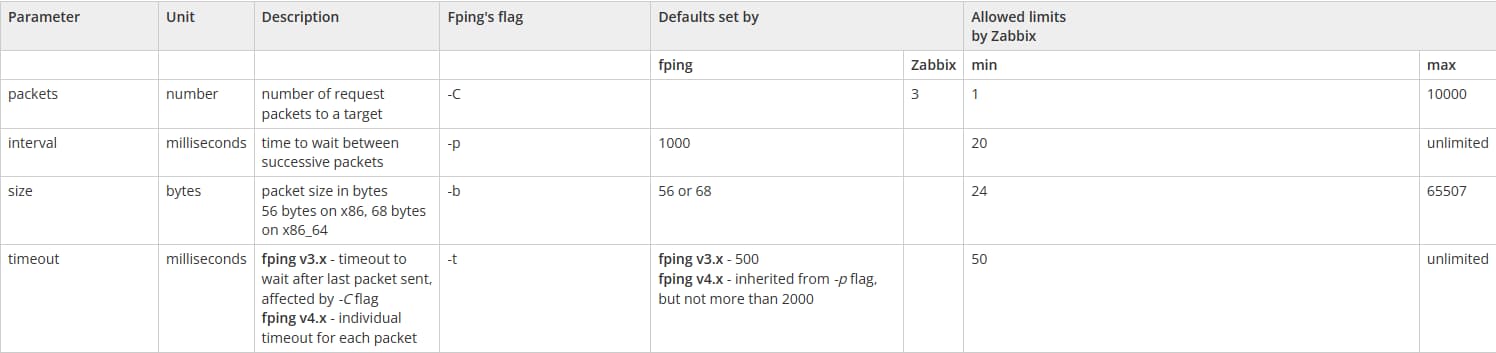 Parameter Unit Description Fping's flag Defaults set by Allowed limits
by Zabbix
fping Zabbix min max
packets number number of request -C 3 1 10000
packets to a target
interval milliseconds time to wait between -p 1000 20 unlimited
successive packets
size bytes packet size in bytes -b 56 or 68 24 65507
56 bytes on x86, 68 bytes
on x86_64
timeout milliseconds fping v3.x - timeout to -t fping v3.x - 500 50 unlimited
wait after last packet sent, fping v4.x - inherited from -p flag,
affected by -C flag but not more than 2000
fping v4.x - individual
timeout for each packet